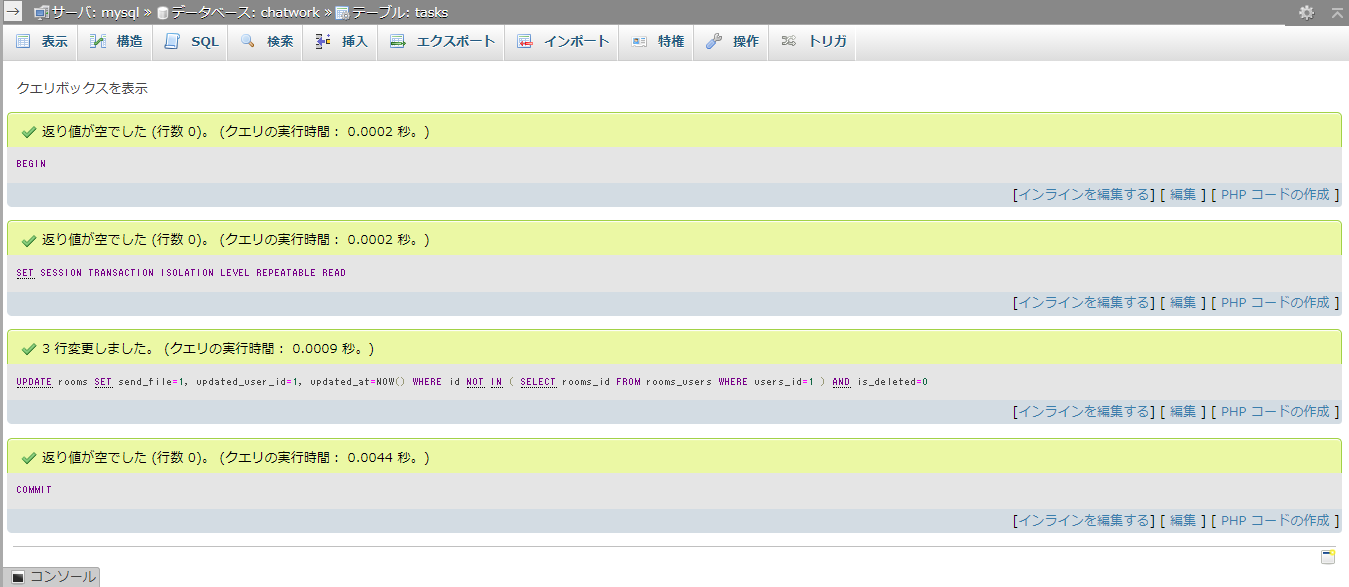 サーバ: mysql » データベース: chatwork » テーブル: tasks
表示 構造 SQL 検索 挿入 エクスポート インポート 特権 操作 トリガ
クエリボックスを表示
返り値が空でした (行数 0)。 (クエリの実行時間： 0.0002 秒。)
BEGIN
[インラインを編集する] [ 編集 ] [ PHP コードの作成 ]
返り値が空でした (行数 0)。 (クエリの実行時間： 0.0002 秒。)
SET SESSION TRANSACTION ISOLATION LEVEL REPEATABLE READ
[インラインを編集する] [ 編集 ] [ PHP コードの作成 ]
3 行変更しました。 (クエリの実行時間： 0.0009 秒。)
UPDATE rooms SET send_file=1, updated_user_id=1, updated_at=NOW() WHERE id NOT IN ( SELECT rooms_id FROM rooms_users WHERE users_id=1 ) AND is_deleted=0
[インラインを編集する] [ 編集 ] [ PHP コードの作成 ]
返り値が空でした (行数 0)。 (クエリの実行時間： 0.0044 秒。)
COMMIT
[インラインを編集する] [ 編集 ] [ PHP コードの作成 ]
コンソール